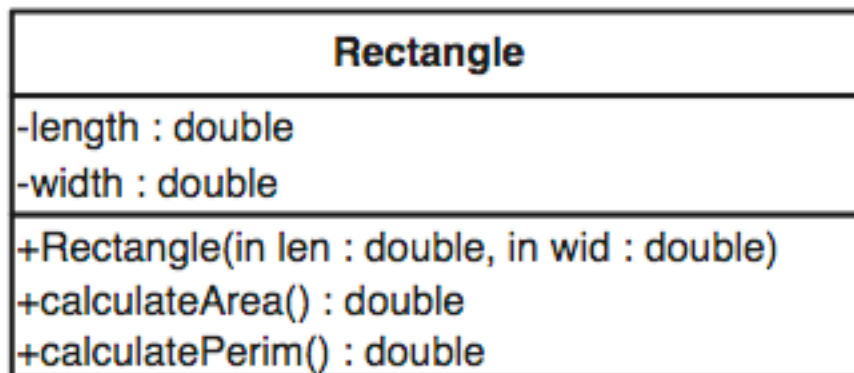 Rectangle
-length : double
-width : double
+Rectangle(in len : double, in wid : double)
+calculateArea() : double
+calculatePerim() : double